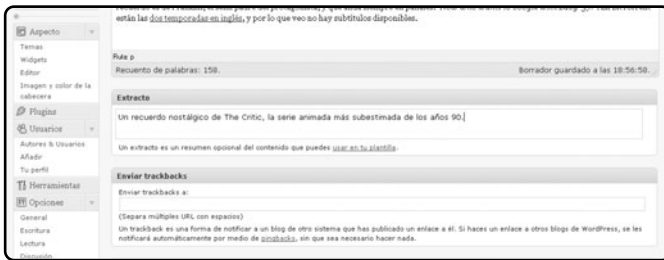 están las dos temporadas en inglés, y por lo que veo no hay subtítulos disponibles.
Ruta p
Recuento de palabras: 158.
Borrador guardado a las 18:56:58.
Aspecto
Temas
Widgets
Editor
Imagen y color de la
cabecera
Plugins
Usuarios
Autores & Usuarios
Añadir
Tu perfil
Herramientas
Opciones
General
Escritura
Lectura
Discusión
Extracto
Un recuerdo nostálgico de The Critic, la serie animada más subestimada de los años 90.
Un extracto es un resumen opcional del contenido que puedes usar en tu plantilla.
Enviar trackbacks
Enviar trackbacks a:
(Separa múltiples URL con espacios)
Un trackback es una forma de notificar a un blog de otro sistema que has publicado un enlace a él. Si haces un enlace a otros blogs de WordPress, se les
notificará automáticamente por medio de pingbacks, sin que sea necesario hacer nada.